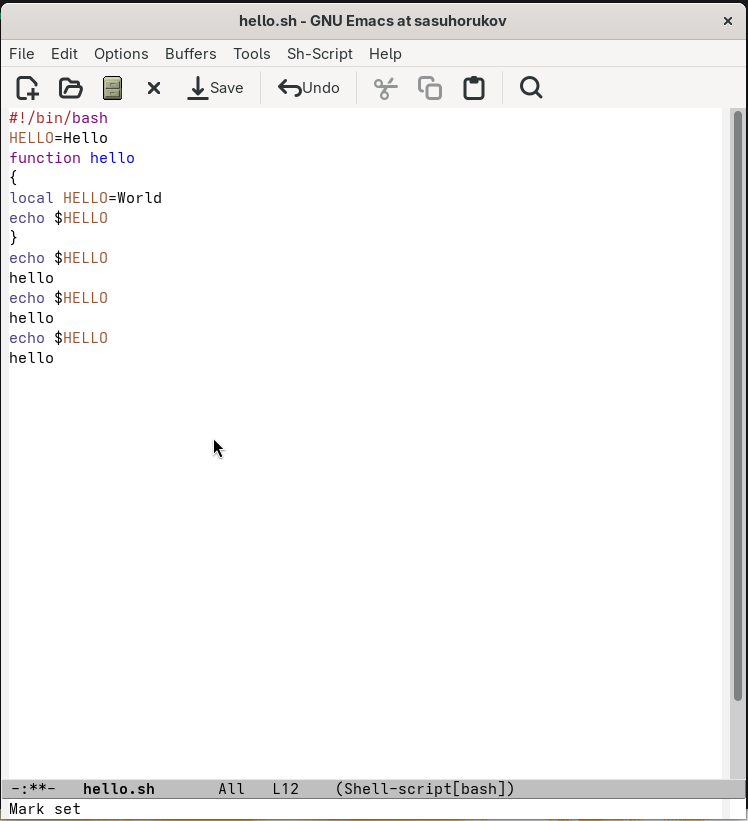 hello.sh - GNU Emacs at sasuhorukov
File Edit Options Buffers Tools Sh-Script Help
Save Undo
#!/bin/bash
HELLO=Hello
function hello
{
local HELLO=World
echo $HELLO
}
echo $HELLO
hello
echo $HELLO
hello
echo $HELLO
hello
-:**- hello.sh All L12 (Shell-script[bash])
Mark set